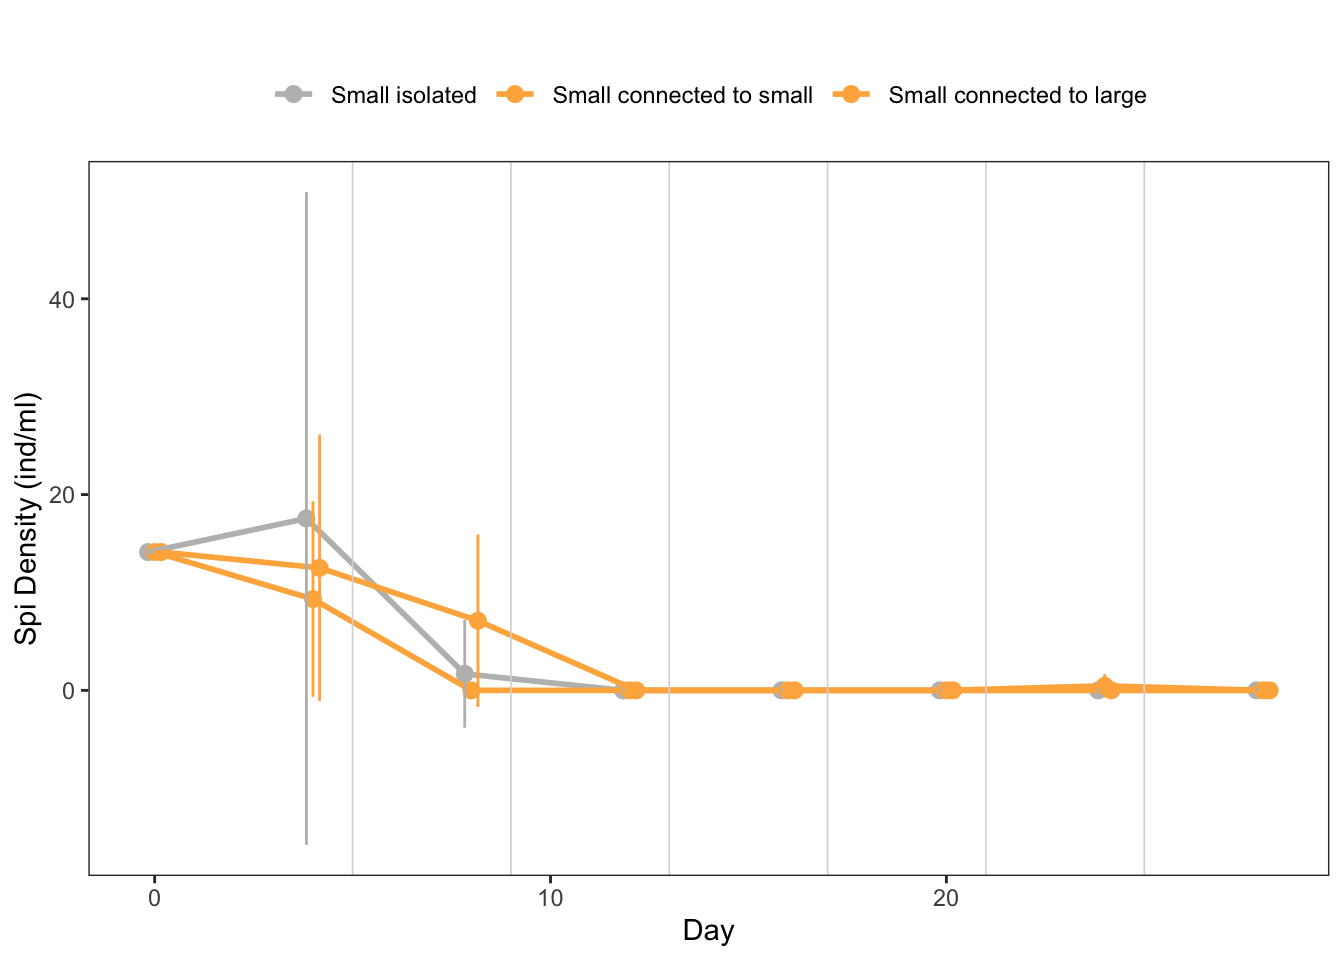 Small isolated Small connected to small Small connected to large
Spi Density (ind/ml)
40
20
0
0 10 20
Day